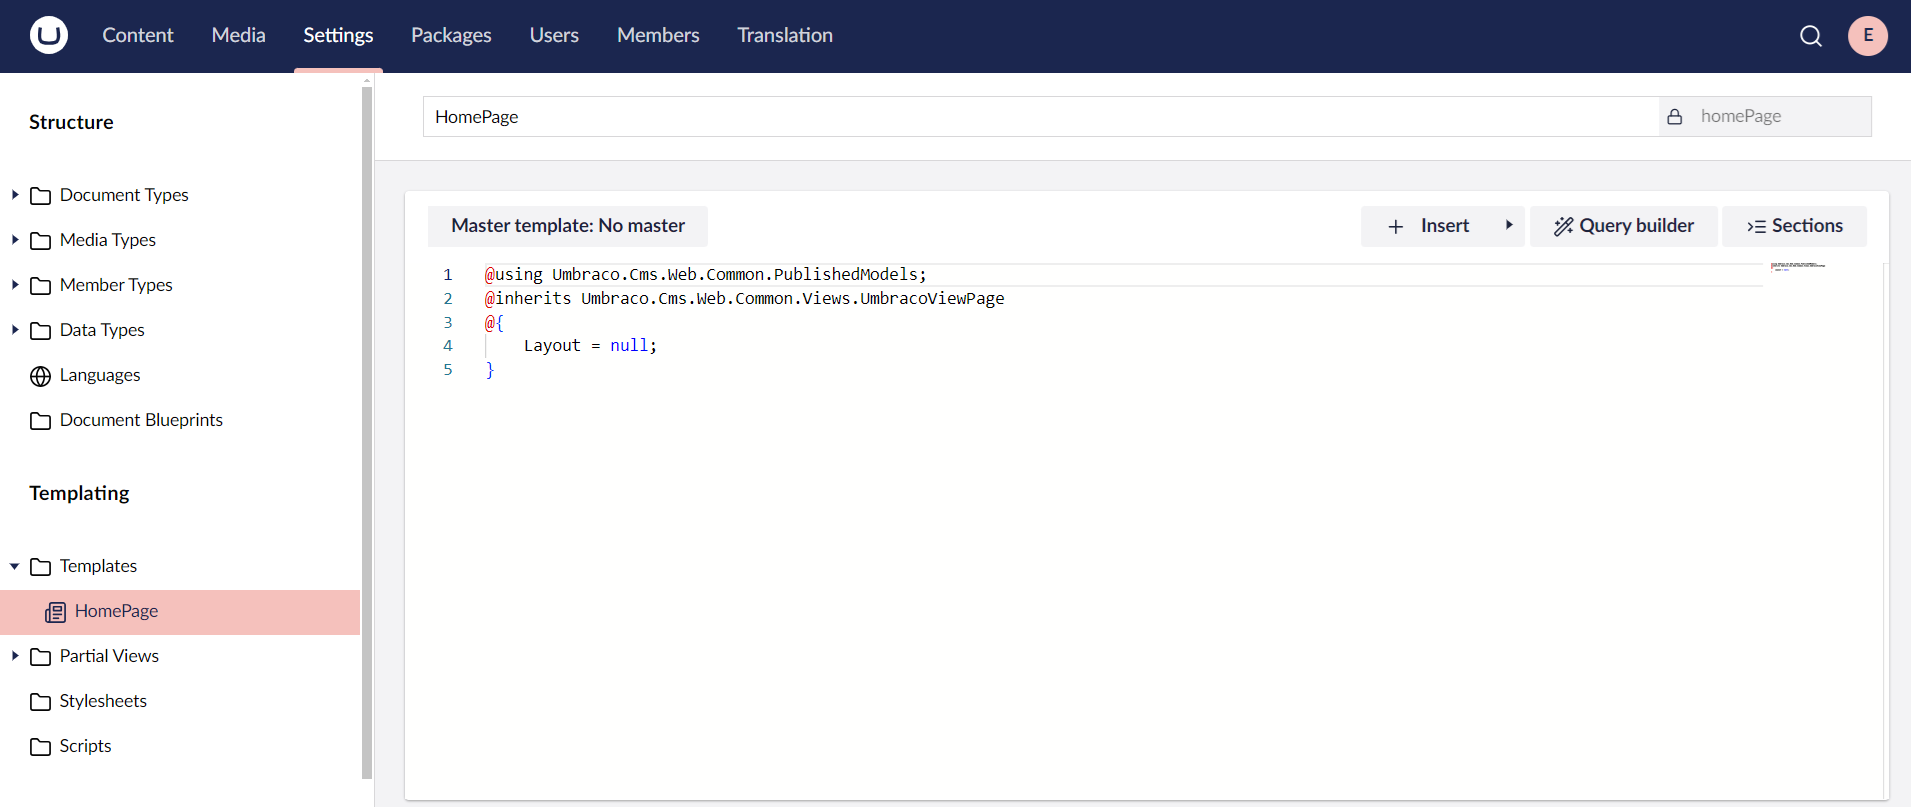 Content Media Settings Packages Users Members Translation E
Structure
Document Types
Media Types
Member Types
Data Types
Languages
Document Blueprints
Templating
Templates
HomePage
Partial Views
Stylesheets
Scripts
HomePage homePage
Master template: No master Insert Query builder Sections
1 @using Umbraco.Cms.Web.Common.PublishedModels;
2 @inherits Umbraco.Cms.Web.Common.Views.UmbracoViewPage
3 @{
4 Layout = null;
5 }